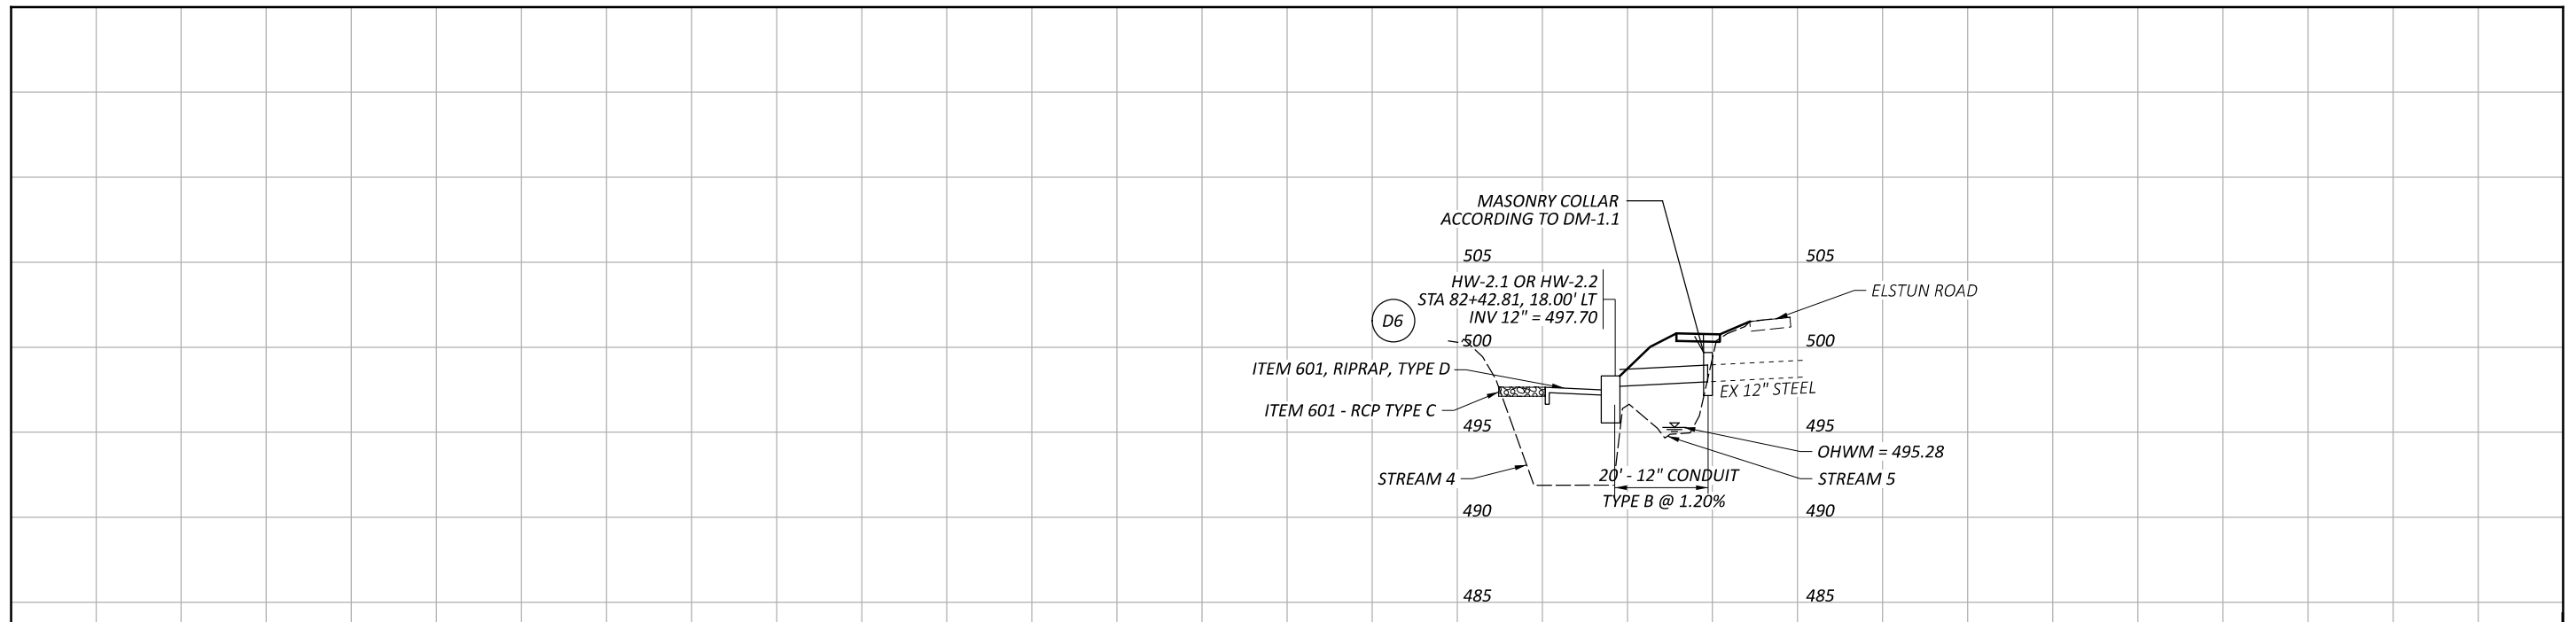 MASONRY COLLAR
ACCORDING TO DM-1.1
505
505
HW-2.1 OR HW-2.2
STA 82+42.81, 18.00' LT
INV 12" = 497.70
ELSTUN ROAD
D6
500
500
ITEM 601, RIPRAP, TYPE D
EX 12" STEEL
ITEM 601 - RCP TYPE C
495
495
OHWM = 495.28
STREAM 4
20' - 12" CONDUIT
STREAM 5
TYPE B @ 1.20%
490
490
485
485